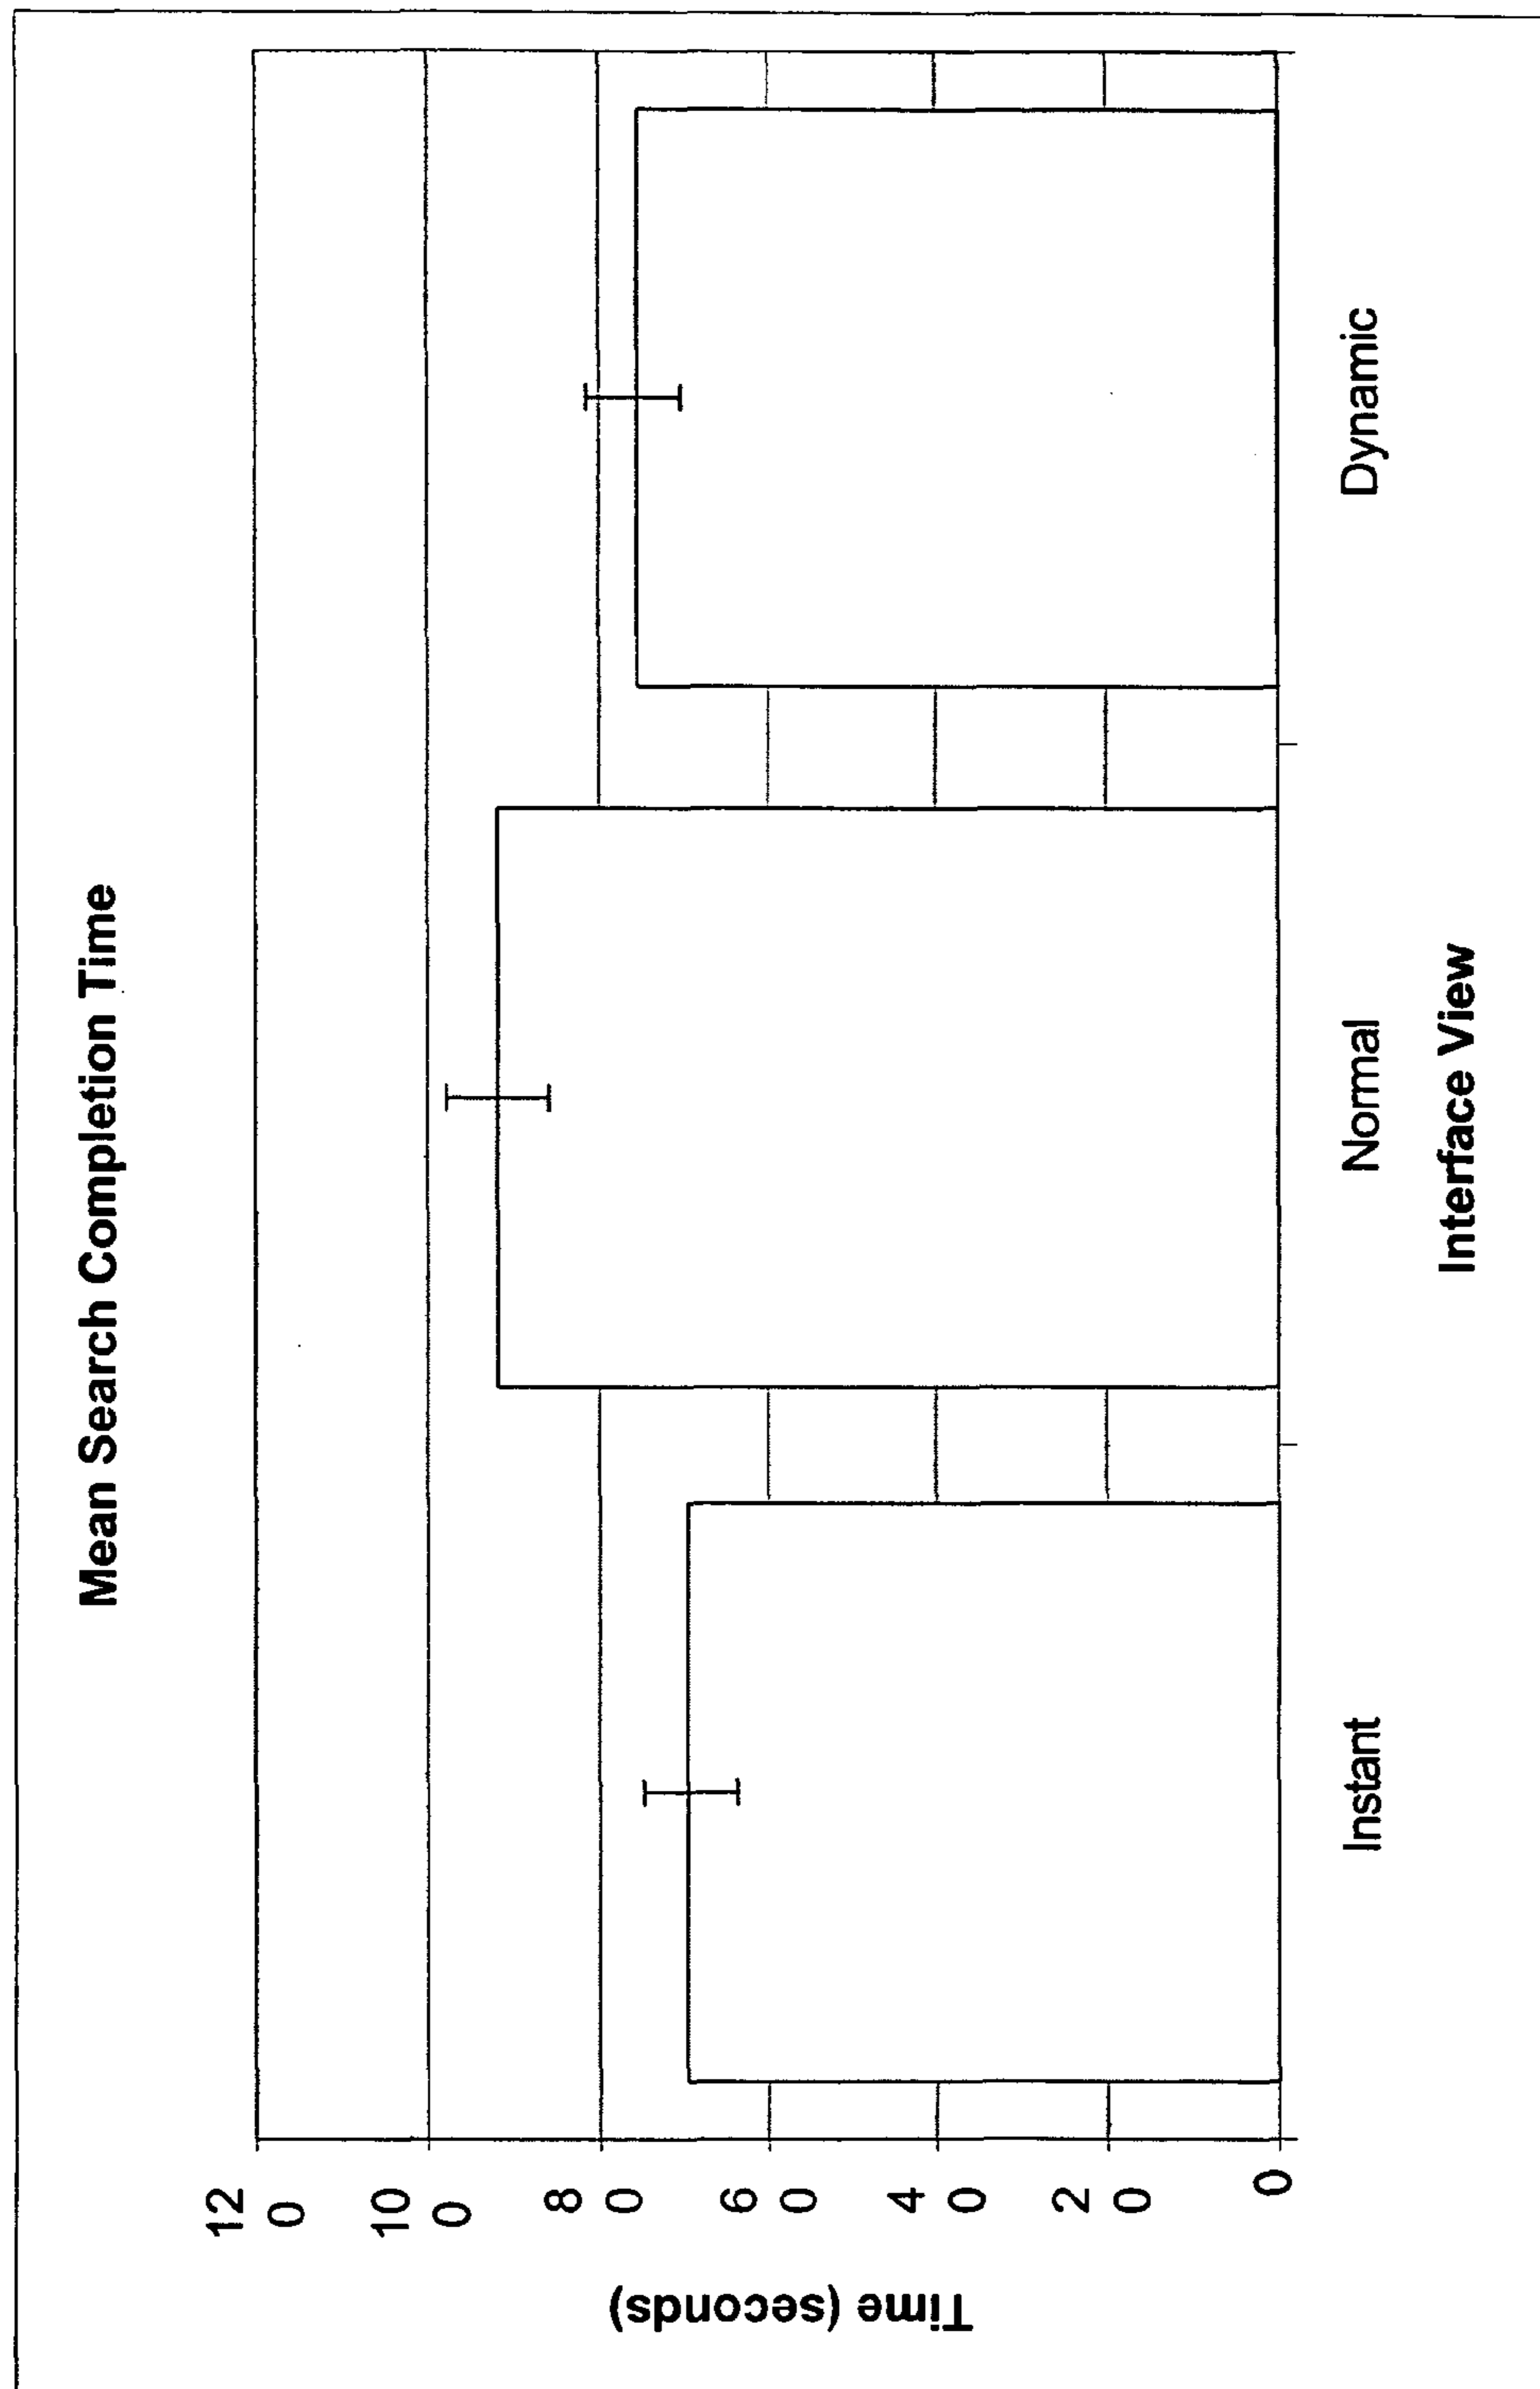 Mean Search Completion Time
12
0
10
0
8
0
6
0
4
0
2
0
0
Time (seconds)
Instant
Normal
Dynamic
Interface View